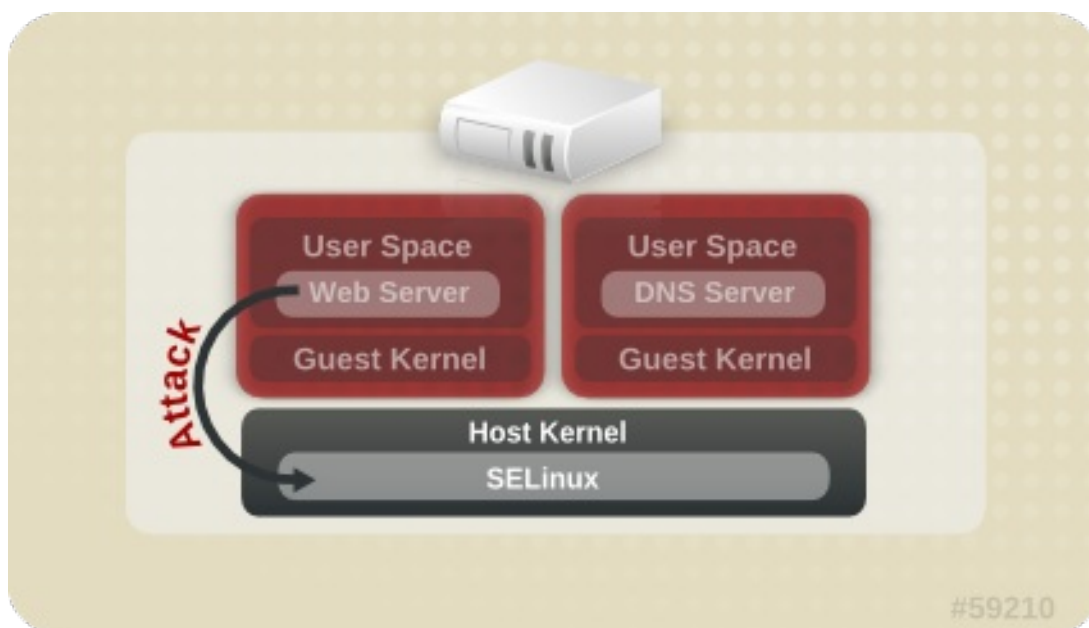 User Space
Web Server
Guest Kernel
User Space
DNS Server
Guest Kernel
Attack
Host Kernel
SELinux
#59210